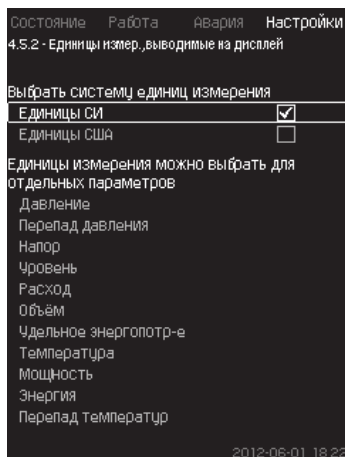 Состояние Работа Авария Настройки
4.5.2 - Единицы измер.,выводимые на дисплей
Выбрать систему единиц измерения
Единицы СИ
Единицы США
Единицы измерения можно выбрать для
отдельных параметров
Давление
Перепад давления
Напор
Уровень
Расход
Объём
Удельное энергопотр-е
Температура
Мощность
Энергия
Перепад температур
2012-06-01 18:22